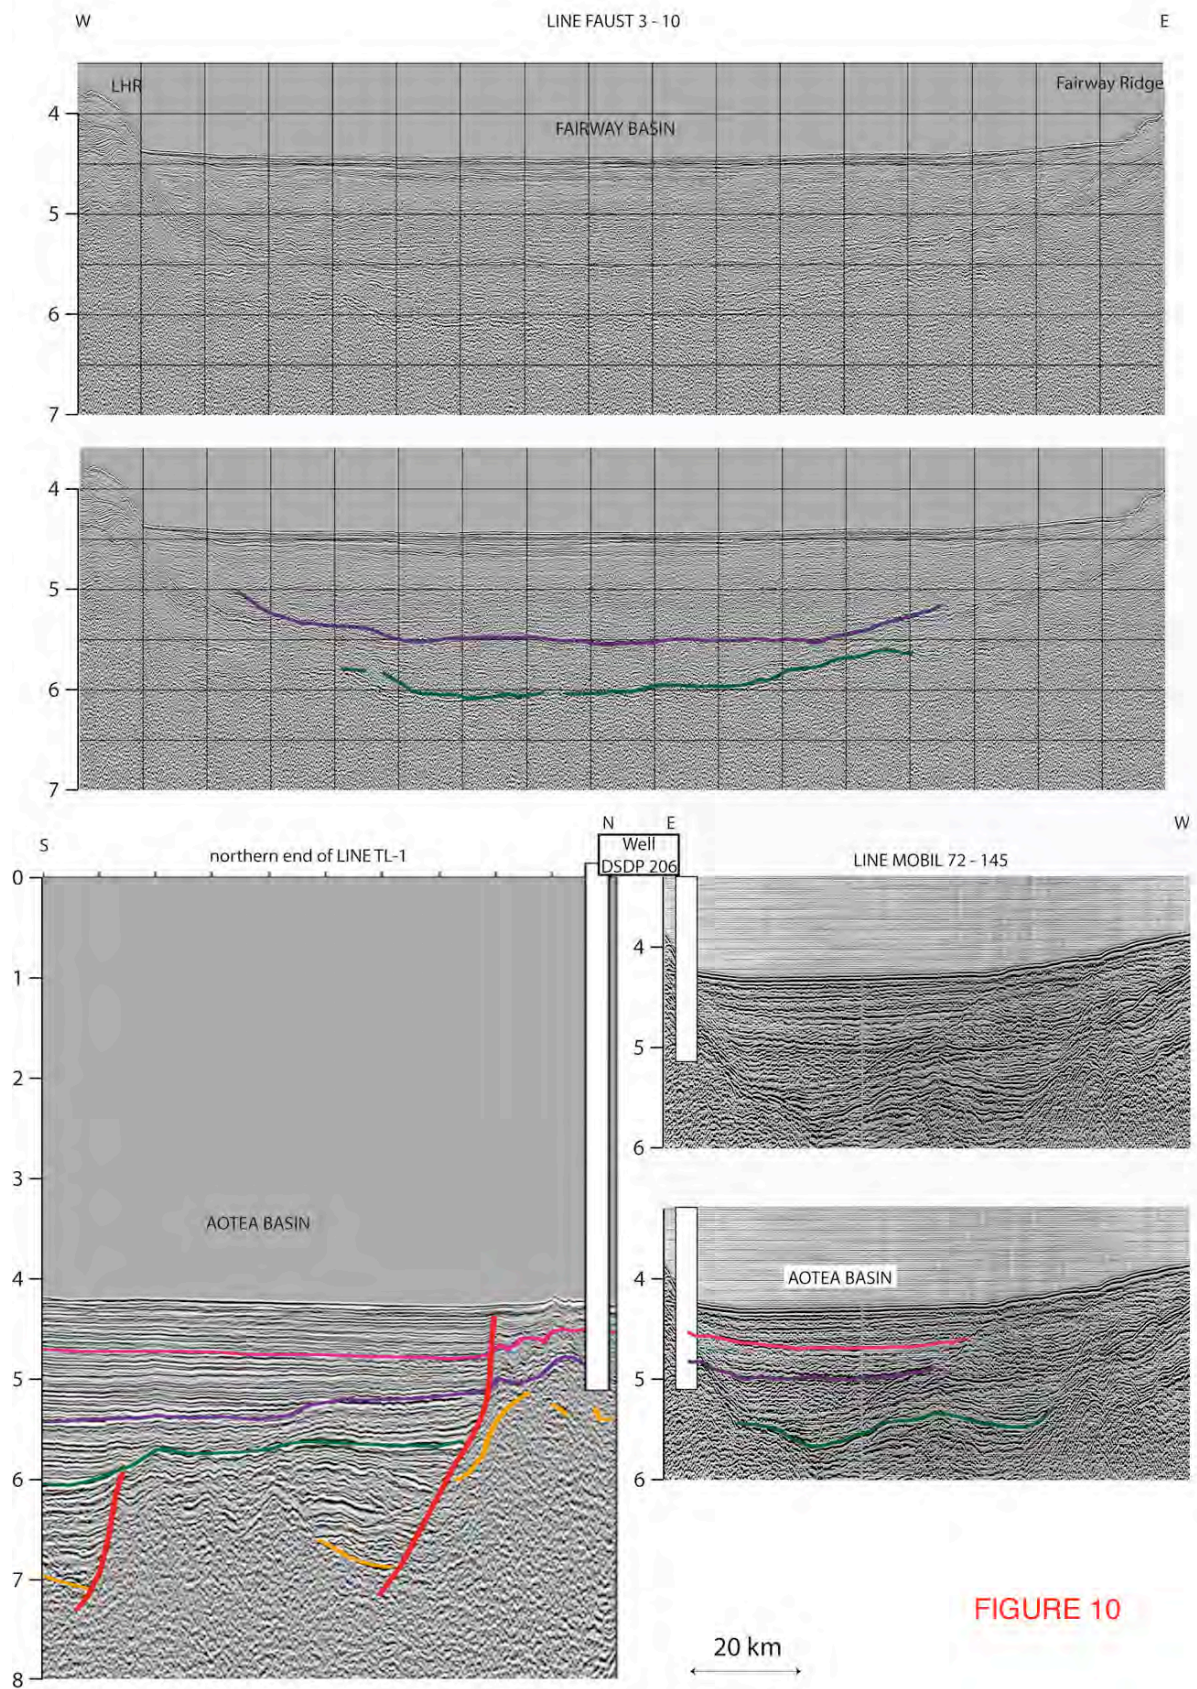 W LINE FAUST 3 - 10 E
LHR Fairway Ridge
4
FAIRWAY BASIN
5
6
7
4
5
6
7
N E
S Well W
northern end of LINE TL-1 DSDP 206 LINE MOBIL 72 - 145
0
4
1
5
2
6
3
AOTEA BASIN
4 4 AOTEA BASIN
5 5
6 6
7
FIGURE 10
20 km
8